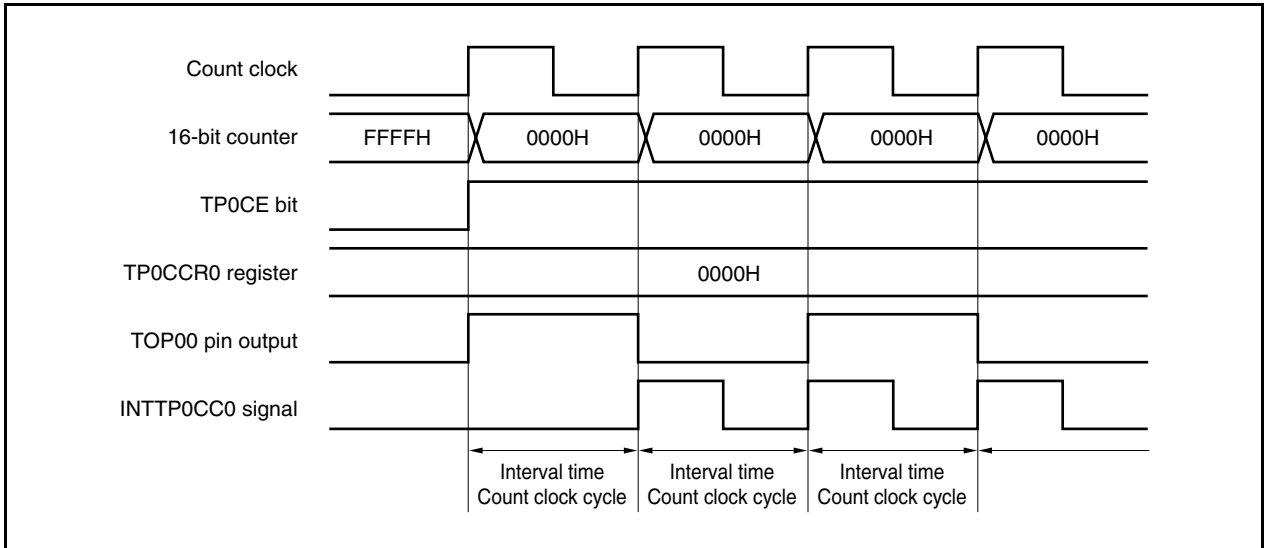 Count clock
16-bit counter FFFFH 0000H 0000H 0000H 0000H
TP0CE bit
TP0CCR0 register 0000H
TOP00 pin output
INTTP0CC0 signal
Interval time Interval time Interval time
Count clock cycle Count clock cycle Count clock cycle